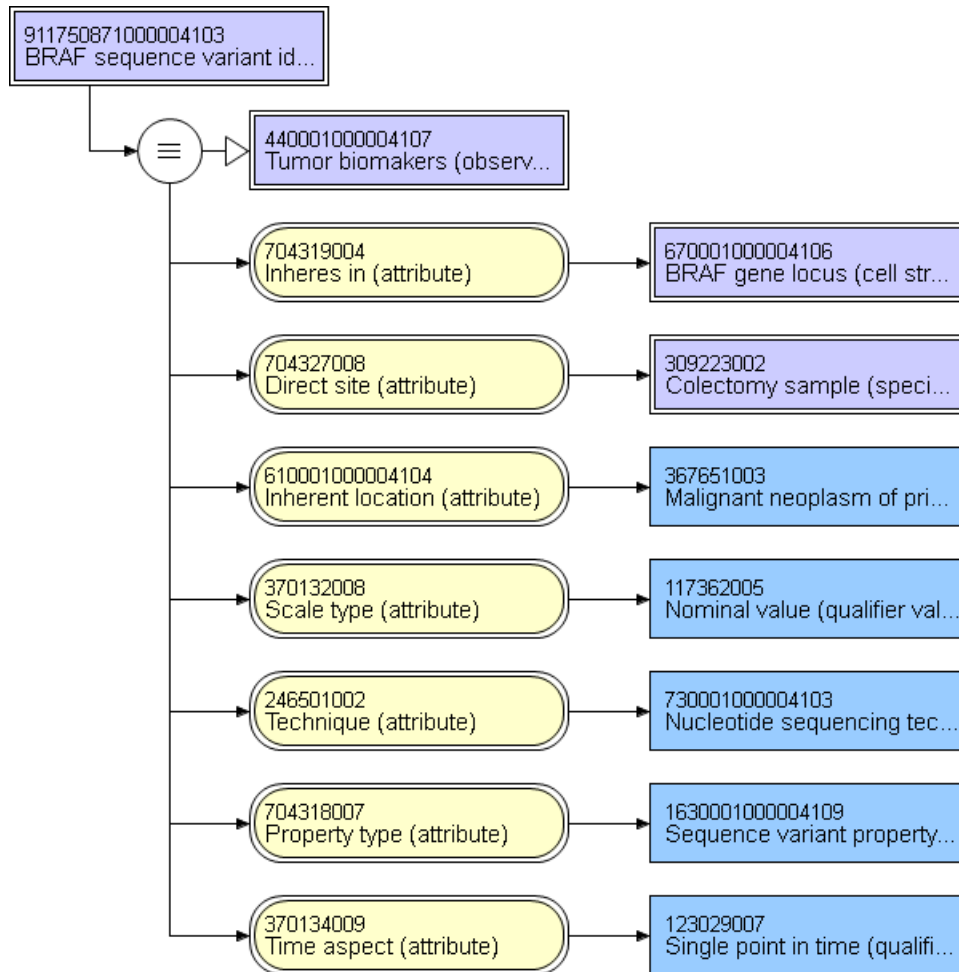 911750871000004103
BRAF sequence variant id...
440001000004107
Tumor biomakers (observ...
704319004
Inheres in (attribute)
670001000004106
BRAF gene locus (cell str...
704327008
Direct site (attribute)
309223002
Colectomy sample (speci...
610001000004104
Inherent location (attribute)
367651003
Malignant neoplasm of pri...
370132008
Scale type (attribute)
117362005
Nominal value (qualifier val...
246501002
Technique (attribute)
730001000004103
Nucleotide sequencing tec...
704318007
Property type (attribute)
1630001000004109
Sequence variant property...
370134009
Time aspect (attribute)
123029007
Single point in time (qualifi...